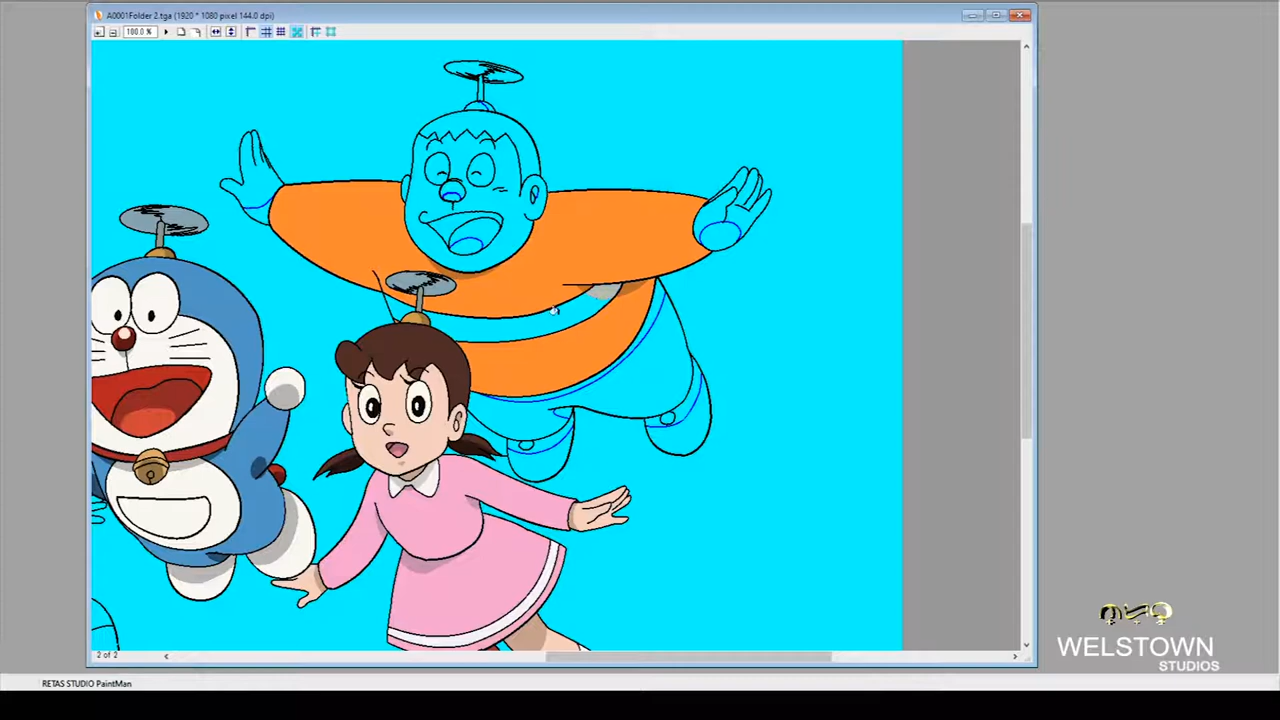 A0001Folder 2.tga (1920 * 1080 pixel 144.0 dpi)
100.0 %
2 of 2
WELSTOWN
STUDIOS
RETAS STUDIO PaintMan